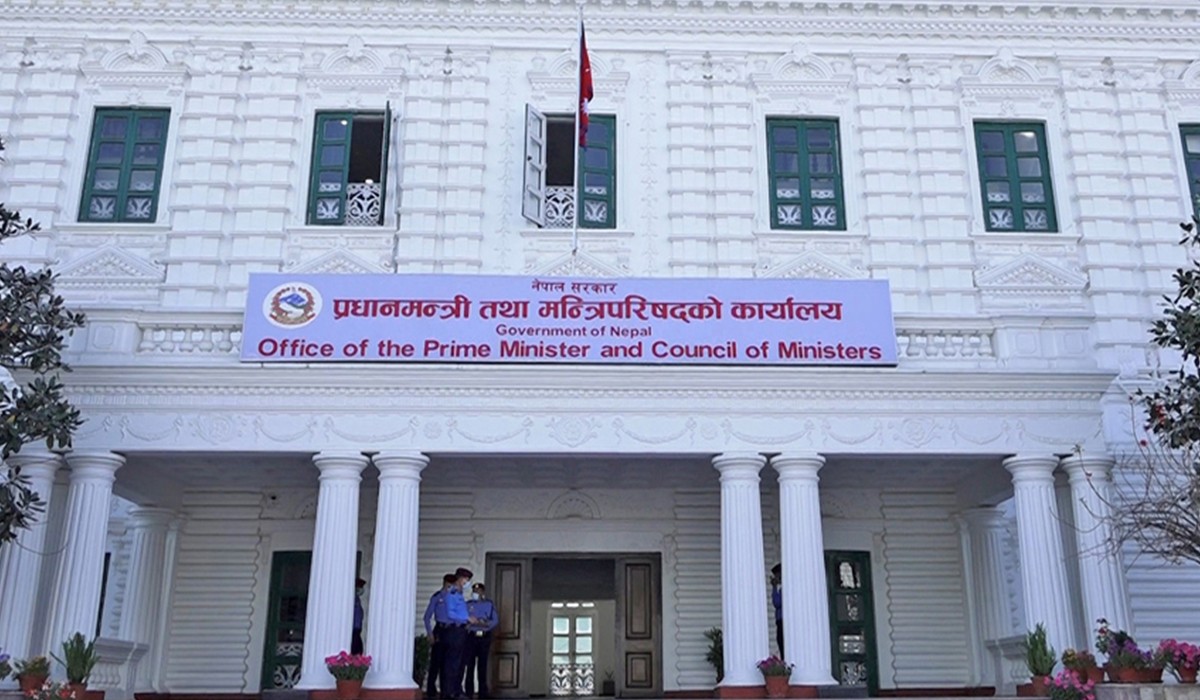 नेपाल सरकार
प्रधानमन्त्री तथा मन्त्रिपरिषद्को कार्यालय
Government of Nepal
Office of the Prime Minister and Council of Ministers